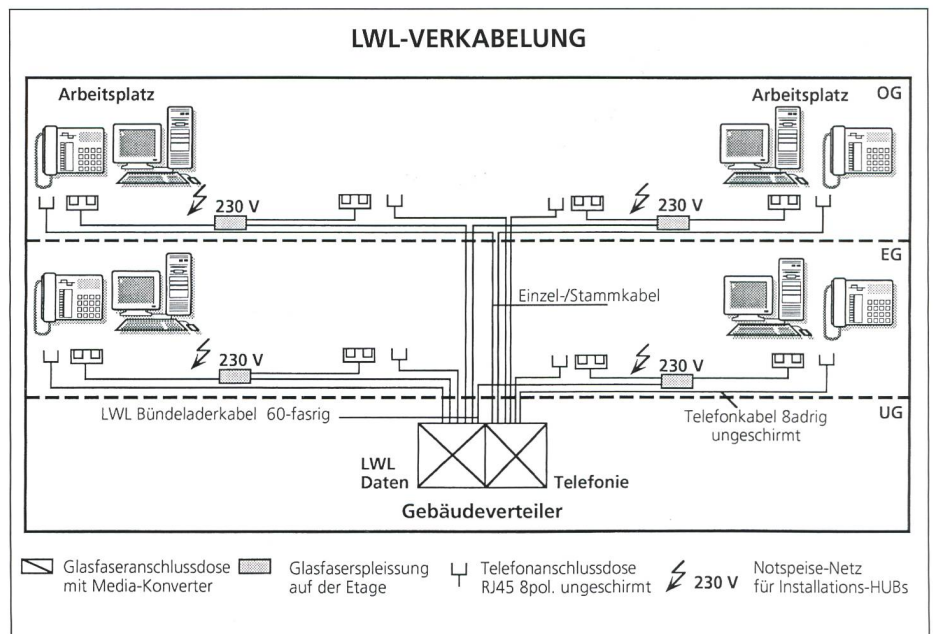 LWL-VERKABELUNG
Arbeitsplatz
Arbeitsplatz
OG
230 V
230 V
EG
Einzel-/Stammkabel
230 V
230 V
LWL Bündeladerkabel 60-fasrig
Telefonkabel 8adrig
ungeschirmt
UG
LWL
Daten
Telefonie
Gebäudeverteiler
Glasfaseranschlussdose
mit Media-Konverter
Glasfaserspleissung
auf der Etage
Telefonanschlussdose
RJ45 8pol. ungeschirmt
230 V
Notspeise-Netz
für Installations-HUBs